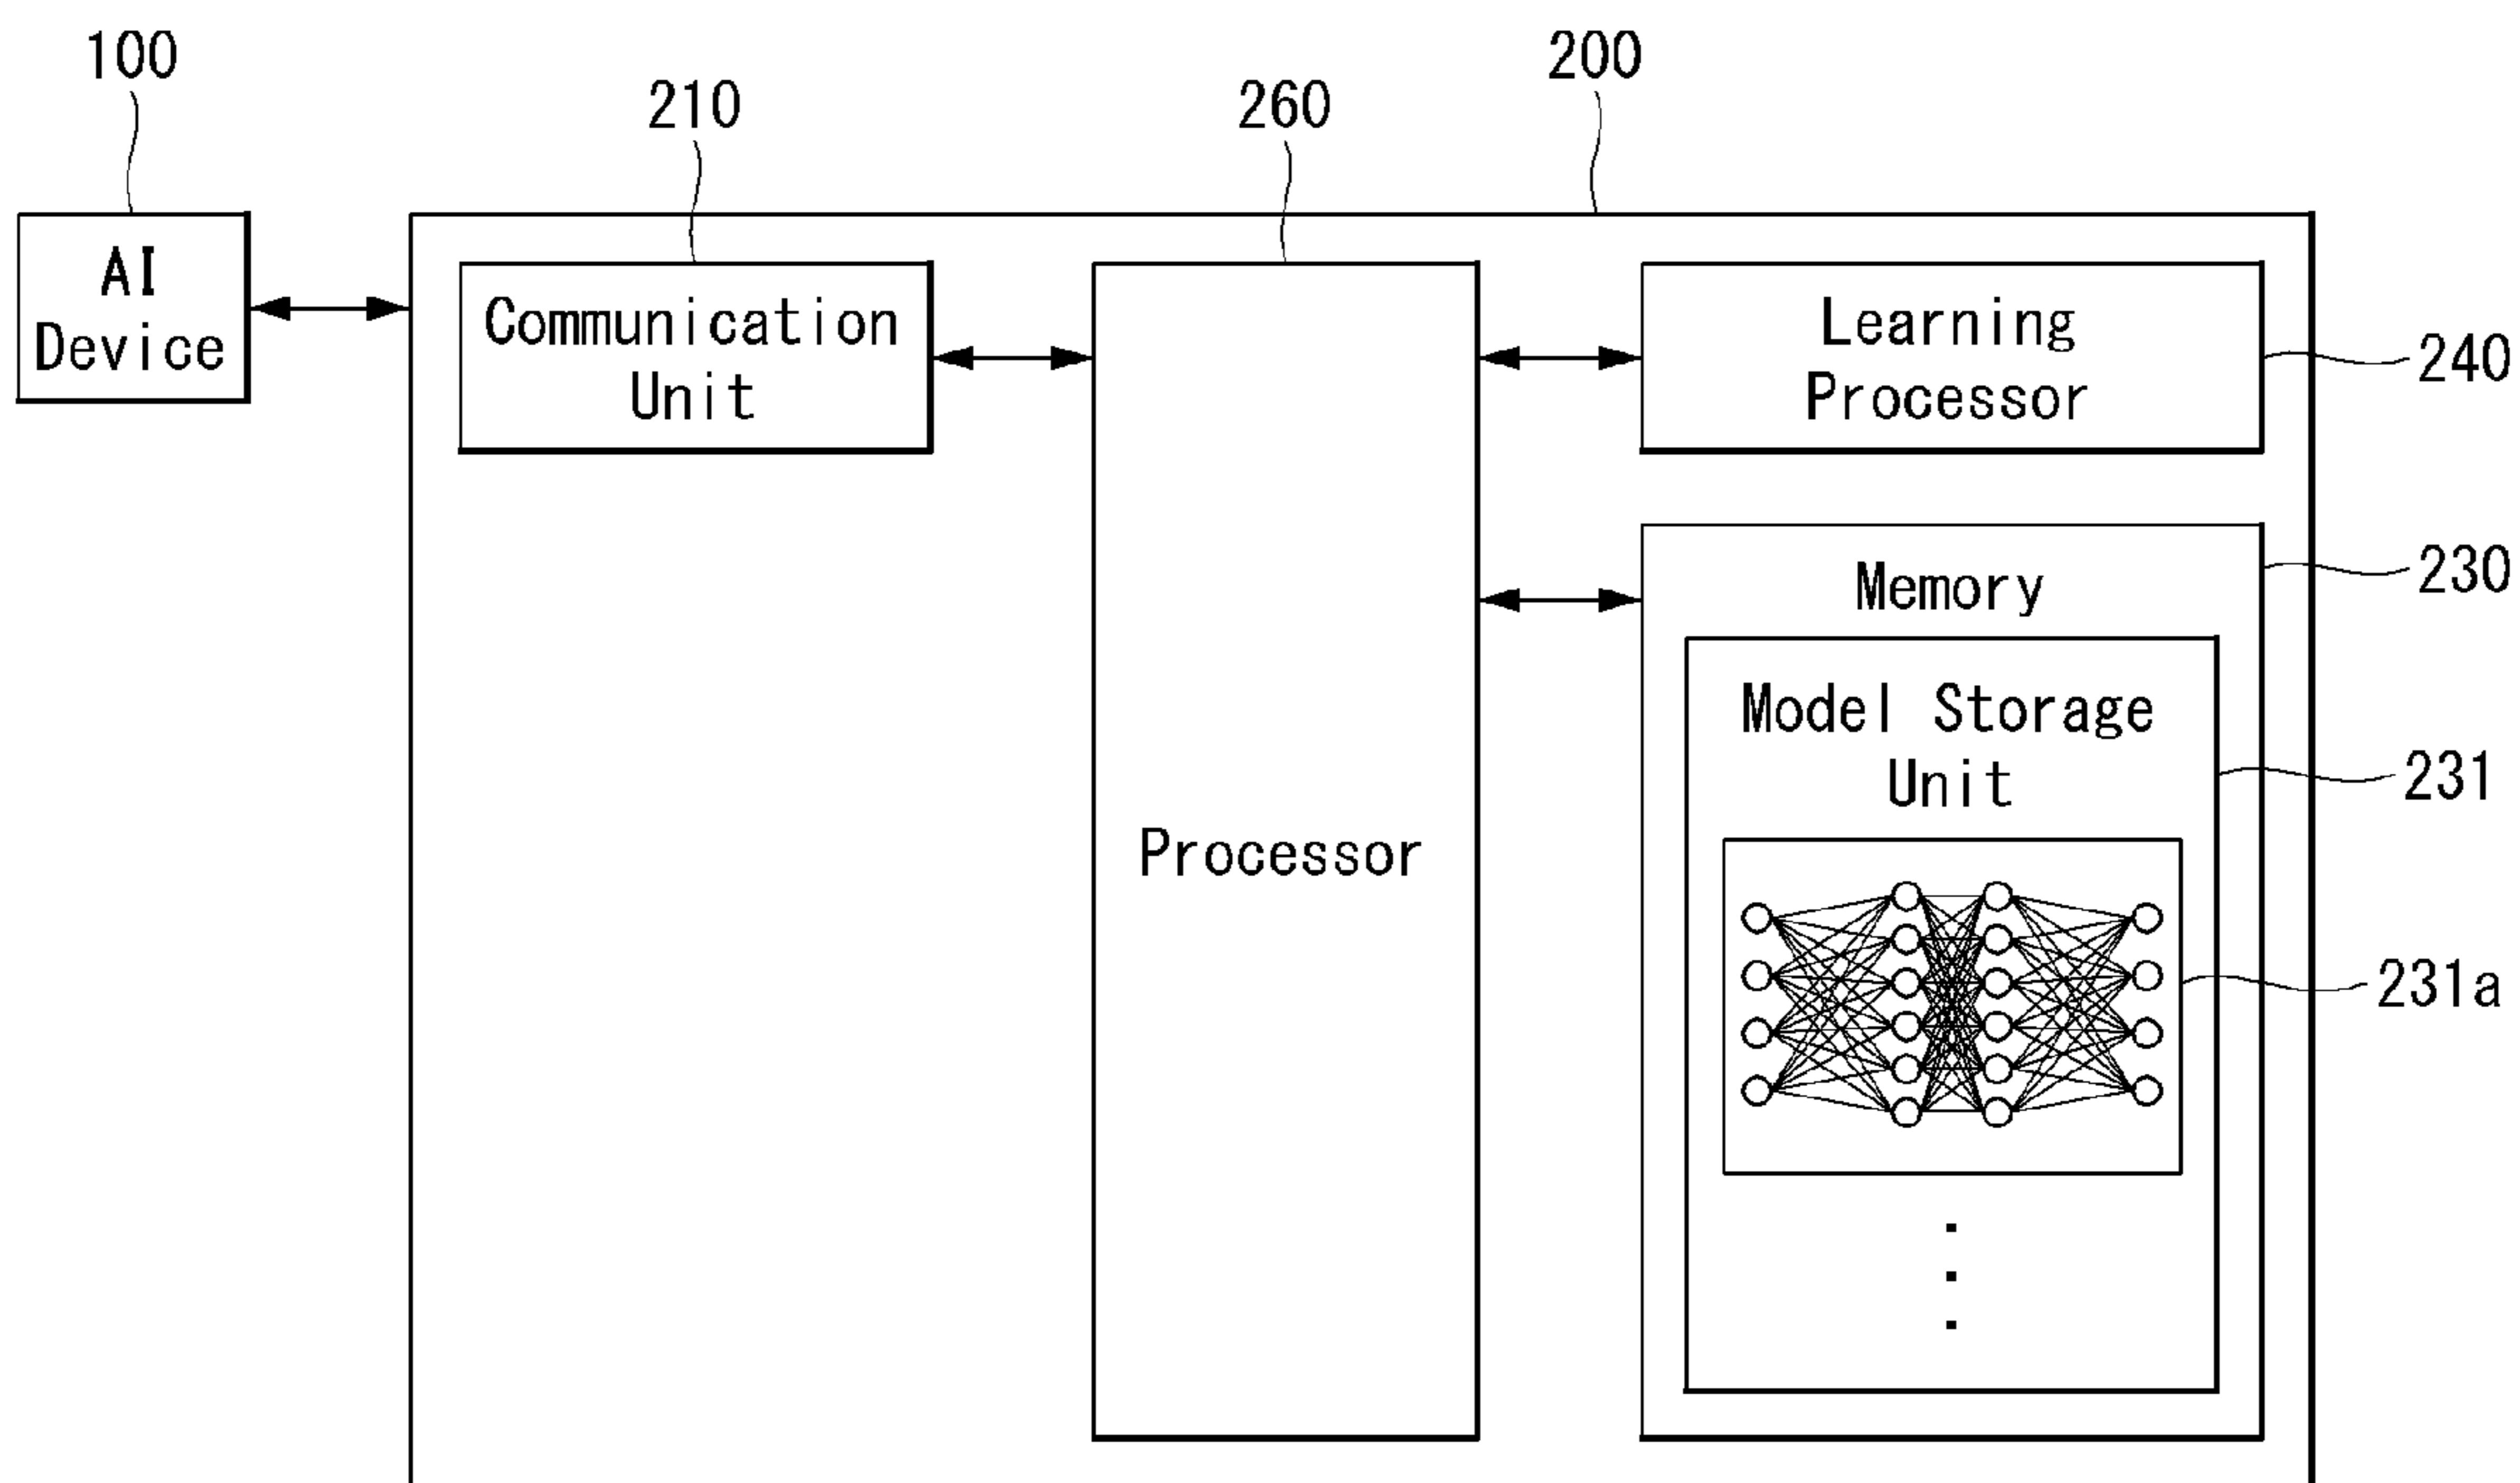 100
210
260
200
AI
Device
Communication
Unit
Learning
Processor
240
Memory
230
Model Storage
Unit
231
Processor
231a